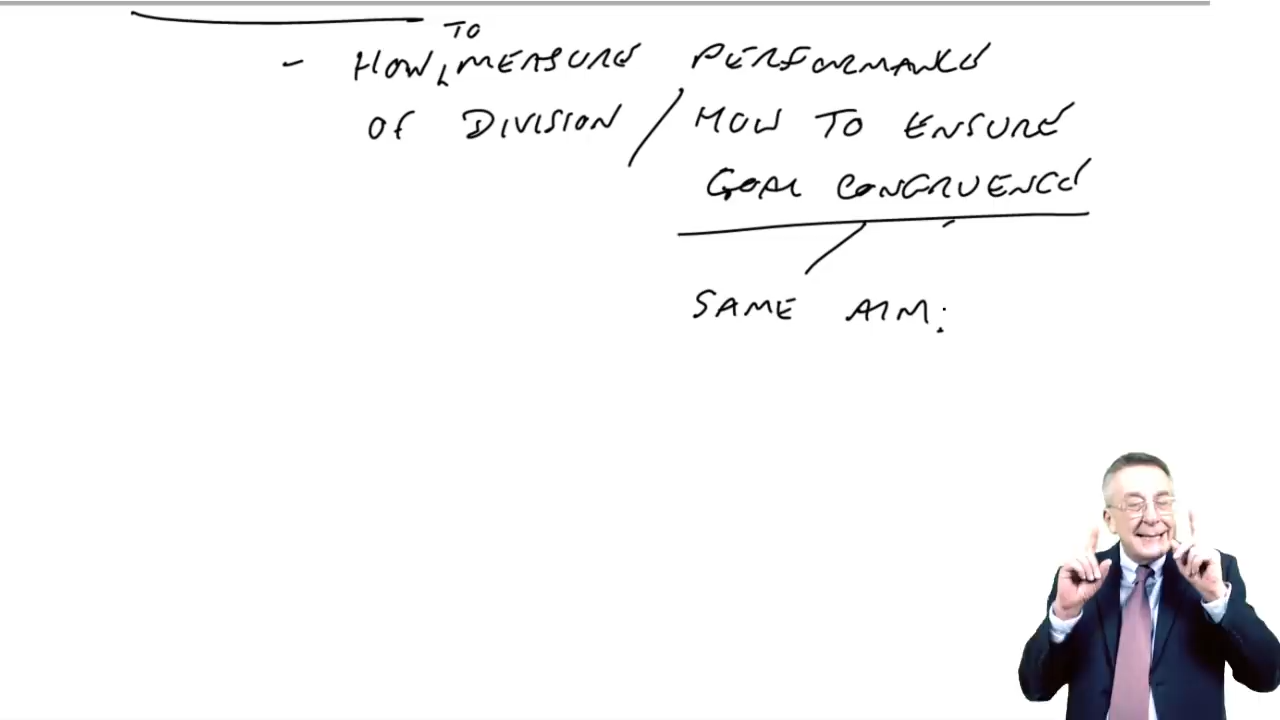 TO
- HOW MEASURE PERFORMANCE
OF DIVISION / HOW TO ENSURE
GOAL CONGRUENCE
SAME AIM: